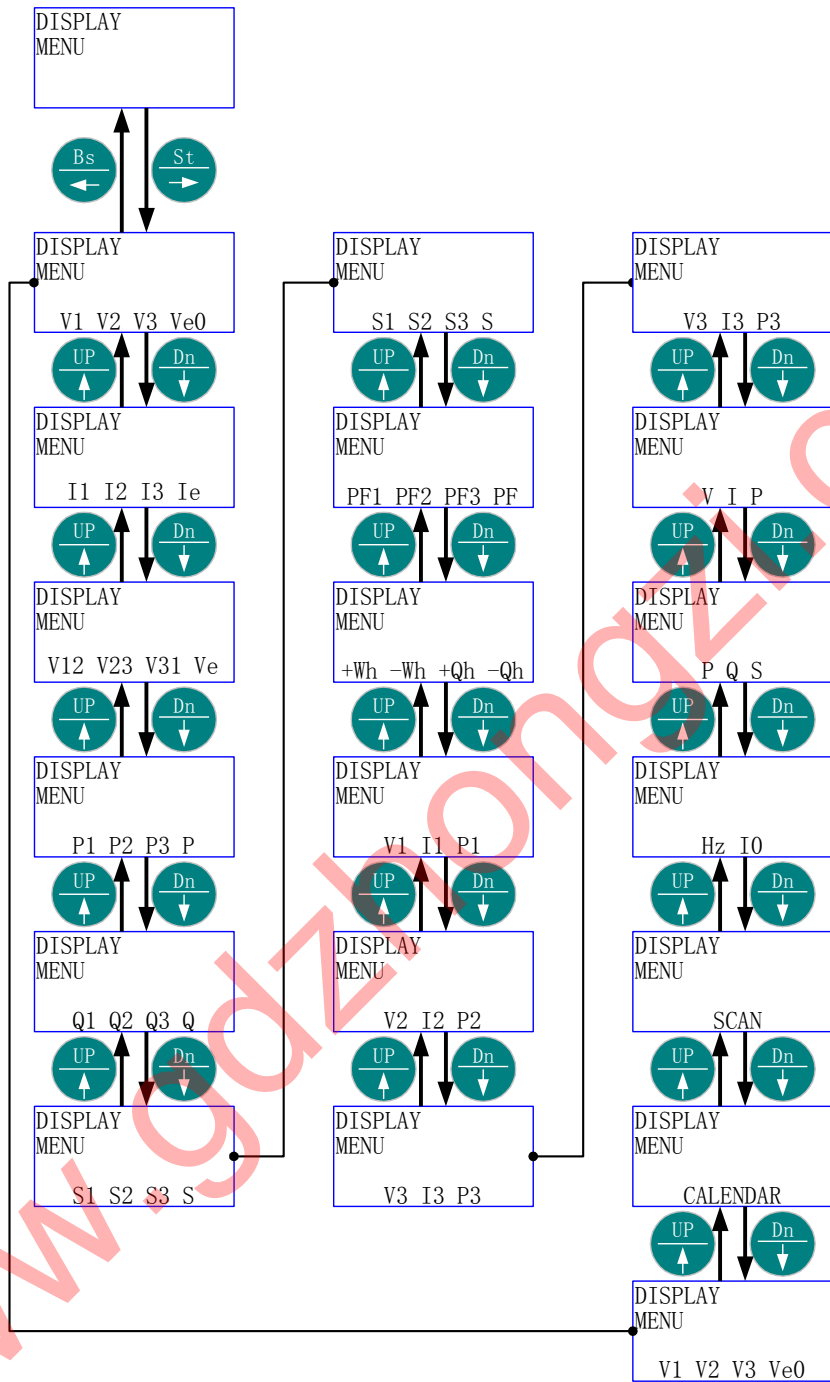 DISPLAY
MENU
Bs
St
DISPLAY
MENU
V1 V2 V3 Ve0
UP
Dn
DISPLAY
MENU
I1 I2 I3 Ie
UP
Dn
DISPLAY
MENU
V12 V23 V31 Ve
UP
Dn
DISPLAY
MENU
P1 P2 P3 P
UP
Dn
DISPLAY
MENU
Q1 Q2 Q3 Q
UP
Dn
DISPLAY
MENU
S1 S2 S3 S
DISPLAY
MENU
S1 S2 S3 S
UP
Dn
DISPLAY
MENU
PF1 PF2 PF3 PF
UP
Dn
DISPLAY
MENU
+Wh -Wh +Qh -Qh
UP
Dn
DISPLAY
MENU
V1 I1 P1
UP
Dn
DISPLAY
MENU
V2 I2 P2
UP
Dn
DISPLAY
MENU
V3 I3 P3
DISPLAY
MENU
V3 I3 P3
UP
Dn
DISPLAY
MENU
V I P
UP
Dn
DISPLAY
MENU
P Q S
UP
Dn
DISPLAY
MENU
Hz I0
UP
Dn
DISPLAY
MENU
SCAN
UP
Dn
DISPLAY
MENU
CALENDAR
UP
Dn
DISPLAY
MENU
V1 V2 V3 Ve0
w.gdzhongzi.c